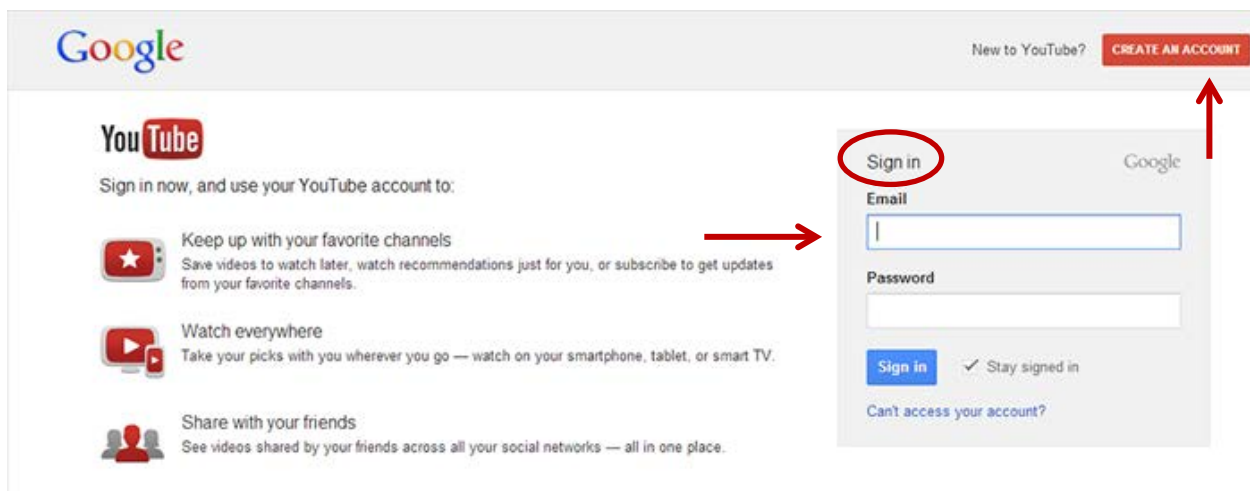 Google
New to YouTube? CREATE AN ACCOUNT
YouTube
Sign in now, and use your YouTube account to:
Keep up with your favorite channels
Save videos to watch later, watch recommendations just for you, or subscribe to get updates
from your favorite channels.
Watch everywhere
Take your picks with you wherever you go — watch on your smartphone, tablet, or smart TV.
Share with your friends
See videos shared by your friends across all your social networks — all in one place.
Sign in Google
Email
Password
Sign in Stay signed in
Can't access your account?